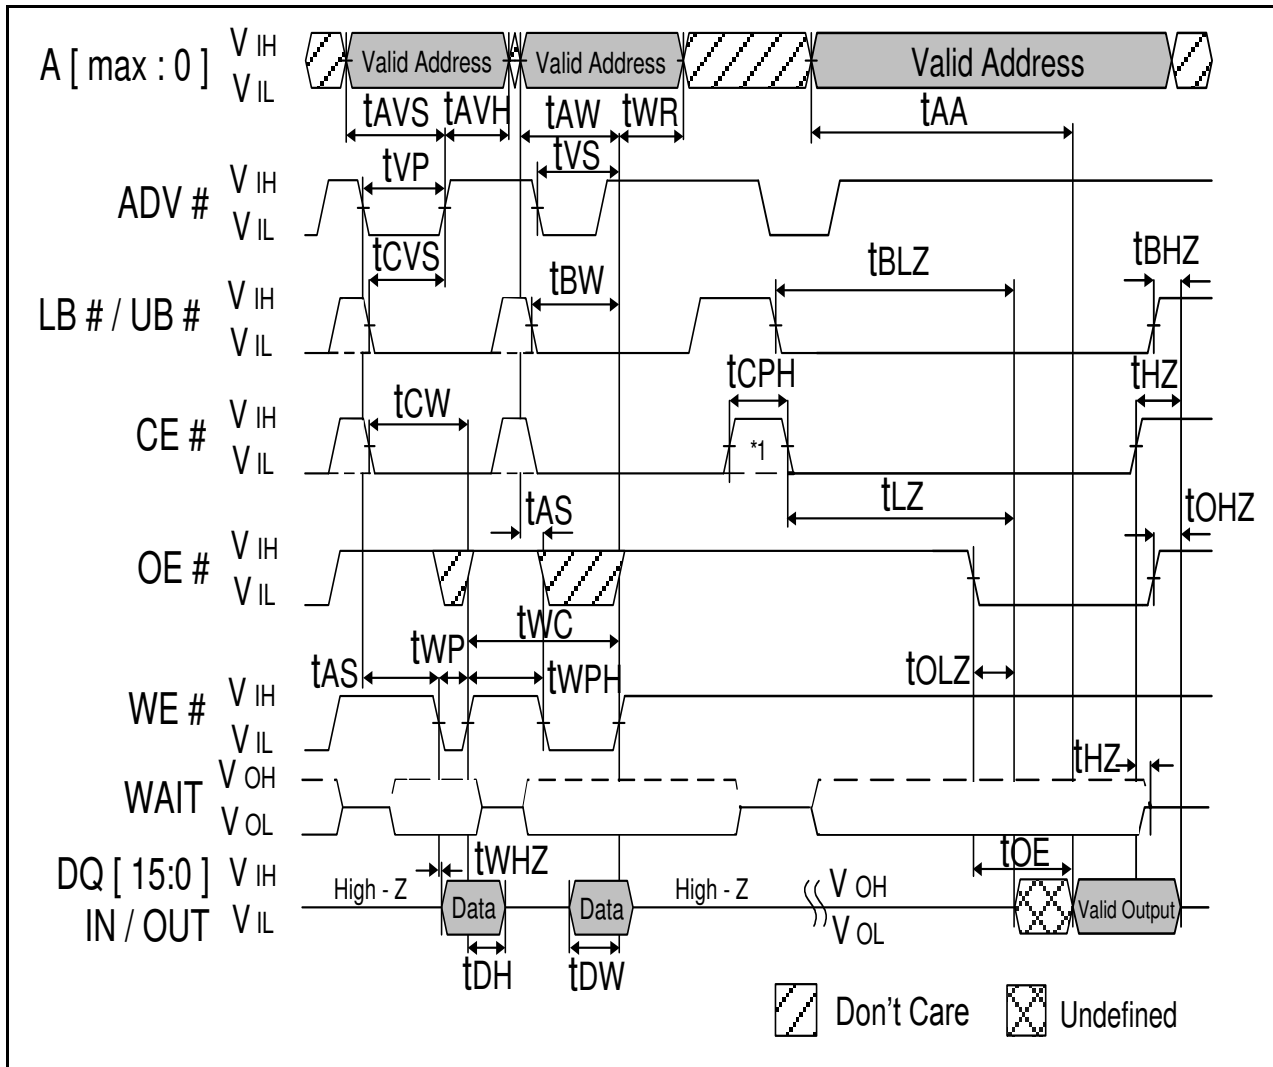 A [ max : 0 ] V IH V IL Valid Address Valid Address Valid Address
tAVS tAVH tAW tWR tAA
tVP tVS
ADV # V IH V IL
tCVS tBW tBLZ tBHZ
LB # / UB # V IH V IL
tCPH tHZ
tCW
CE # V IH V IL *1
tAS tLZ tOHZ
OE # V IH V IL
tWC
tAS tWP tWPH tOLZ
WE # V IH V IL
tHZ
WAIT V OH V OL
tWHZ tOE
DQ [ 15:0 ] V IH High - Z Data Data High - Z V OH Valid Output
IN / OUT V IL V OL
tDH tDW
Don't Care Undefined